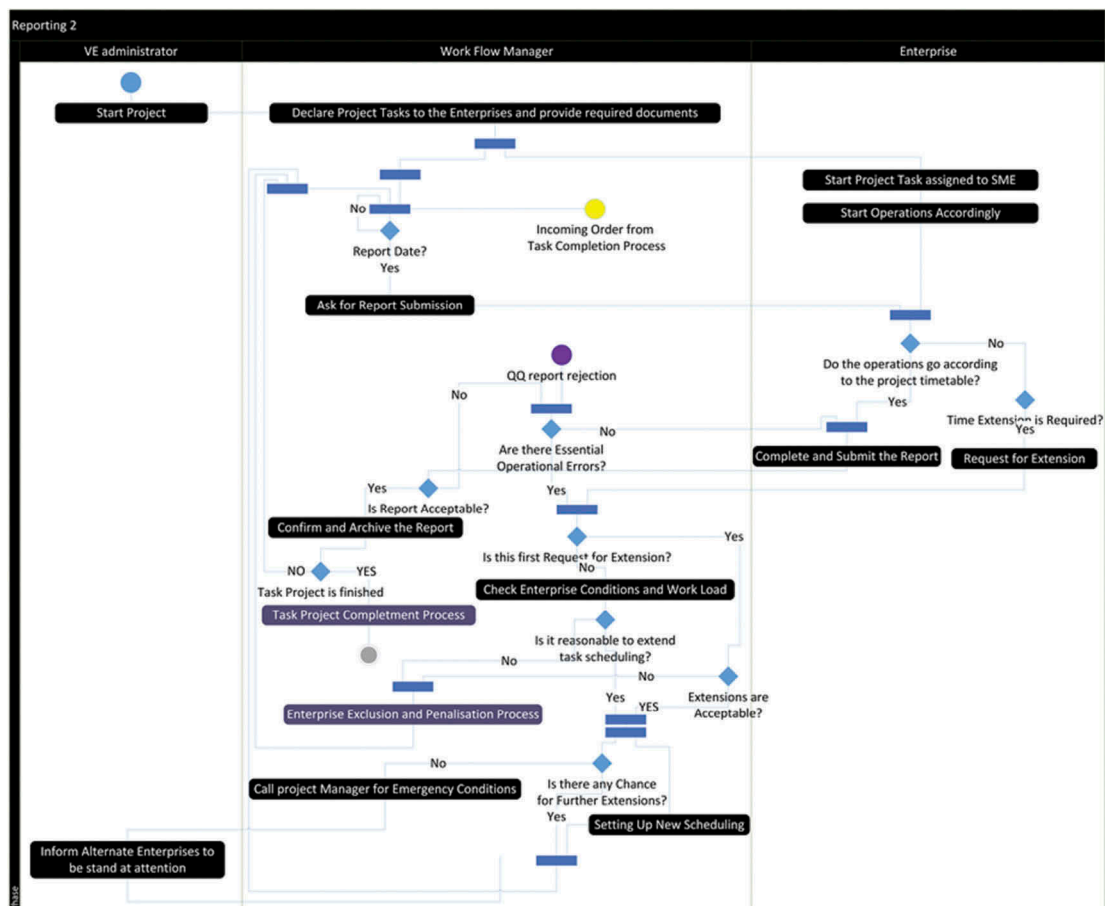 Reporting 2
VE administrator
Work Flow Manager
Enterprise
Start Project
Declare Project Tasks to the Enterprises and provide required documents
Start Project Task assigned to SME
Start Operations Accordingly
No
Incoming Order from
Task Completion Process
Report Date?
Yes
Ask for Report Submission
No
Do the operations go according
to the project timetable?
QQ report rejection
No
Yes
Time Extension is Required?
Yes
No
Are there Essential
Operational Errors?
Complete and Submit the Report
Request for Extension
Yes
Yes
Is Report Acceptable?
Confirm and Archive the Report
Yes
Is this first Request for Extension?
No
NO
YES
Task Project is finished
Check Enterprise Conditions and Work Load
Task Project Completment Process
Is it reasonable to extend
task scheduling?
No
No
Yes
Extensions are
Acceptable?
YES
Enterprise Exclusion and Penalisation Process
No
Call project Manager for Emergency Conditions
Is there any Chance
for Further Extensions?
Yes
Setting Up New Scheduling
Inform Alternate Enterprises to
be stand at attention